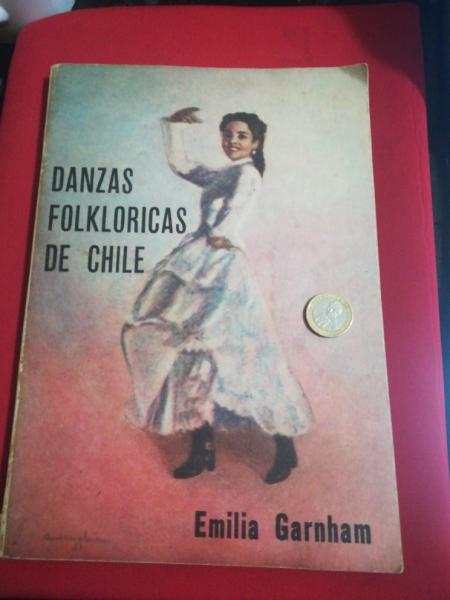 DANZAS
FOLKLORICAS
DE CHILE
Emilia Garnham